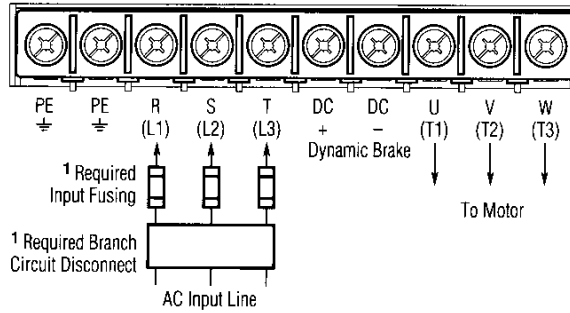 PE PE R S T DC DC U V W
(L1) (L2) (L3) + – (T1) (T2) (T3)
Dynamic Brake
1 Required
Input Fusing
To Motor
1 Required Branch
Circuit Disconnect
AC Input Line